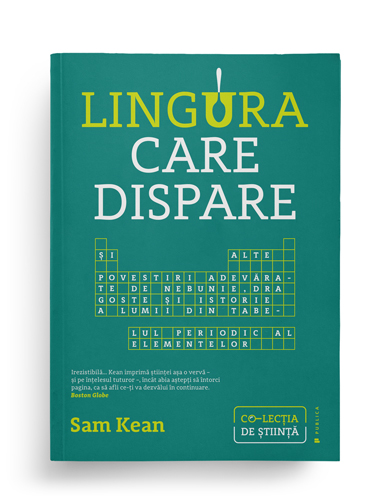 LINGURA
CARE
DISPARE
ȘI ALTE
POVESTIRI ADEVĂRA-
TE DE NEBUNIE, DRA
GOSTE ȘI ISTORIE
A LUMII DIN TABE-
LUL PERIODIC AL
ELEMENTELOR
Irezistibilă... Kean imprimă științei așa o vervă –
și pe înțelesul tuturor –, încât abia aștepți să întorci
pagina, ca să afli ce-ți va dezvălui în continuare.
Boston Globe
Sam Kean
CO-LECȚIA
DE ȘTIINȚĂ
PUBLICA